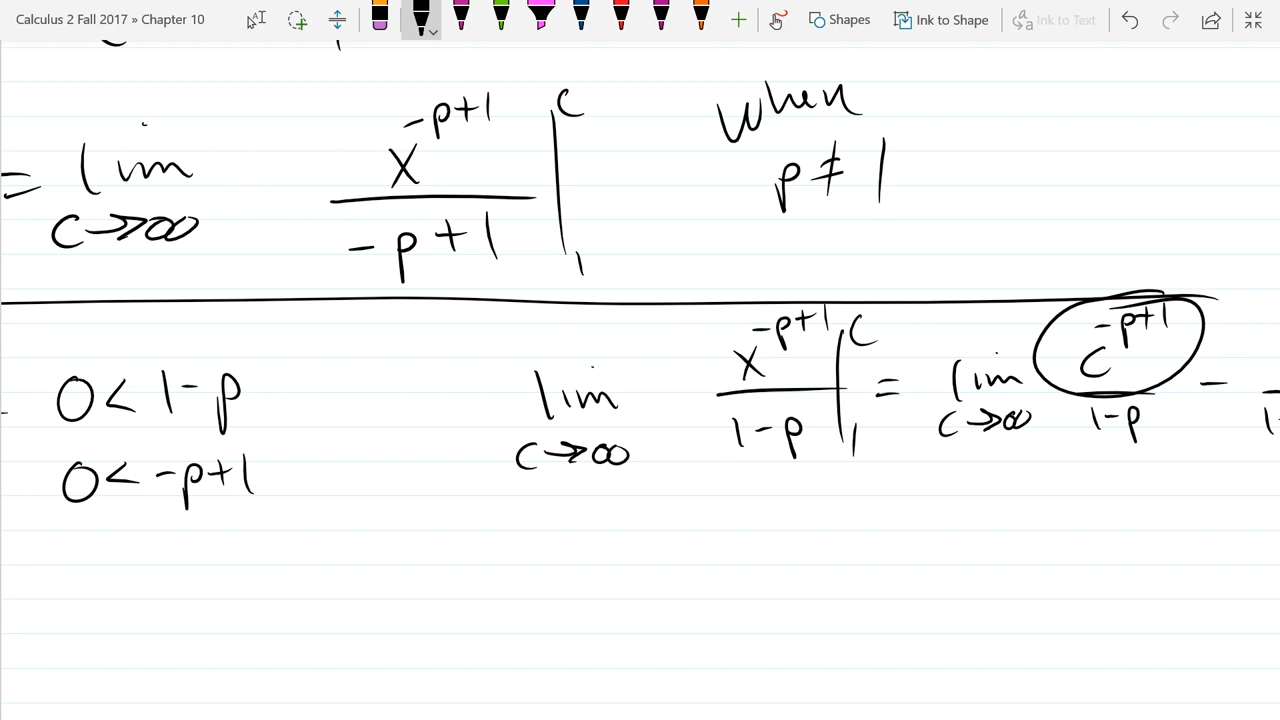 Calculus 2 Fall 2017 » Chapter 10
Shapes
Ink to Shape
Ink to Text
= lim c→∞ x^(-p+1) / (-p+1) |_1^c when p ≠ 1
0 < 1-p
lim c→∞ x^(-p+1) / (1-p) |_1^c = lim c→∞ c^(-p+1) / (1-p) -
0 < -p+1